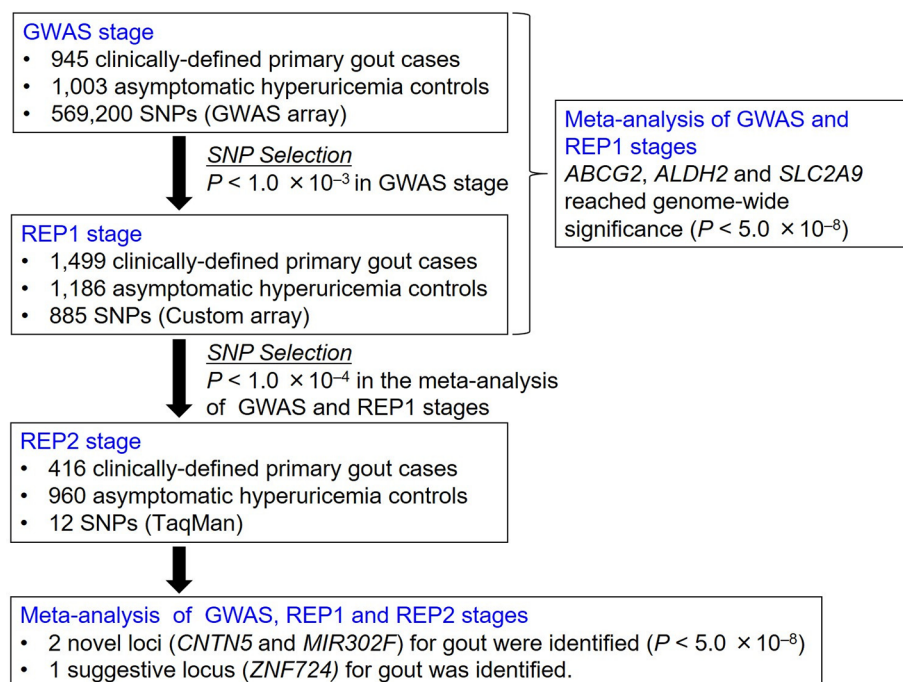 GWAS stage
• 945 clinically-defined primary gout cases
• 1,003 asymptomatic hyperuricemia controls
• 569,200 SNPs (GWAS array)
SNP Selection
P < 1.0 × 10⁻³ in GWAS stage
Meta-analysis of GWAS and
REP1 stages
ABCG2, ALDH2 and SLC2A9
reached genome-wide
significance (P < 5.0 × 10⁻⁸)
REP1 stage
• 1,499 clinically-defined primary gout cases
• 1,186 asymptomatic hyperuricemia controls
• 885 SNPs (Custom array)
SNP Selection
P < 1.0 × 10⁻⁴ in the meta-analysis
of GWAS and REP1 stages
REP2 stage
• 416 clinically-defined primary gout cases
• 960 asymptomatic hyperuricemia controls
• 12 SNPs (TaqMan)
Meta-analysis of GWAS, REP1 and REP2 stages
• 2 novel loci (CNTN5 and MIR302F) for gout were identified (P < 5.0 × 10⁻⁸)
• 1 suggestive locus (ZNF724) for gout was identified.